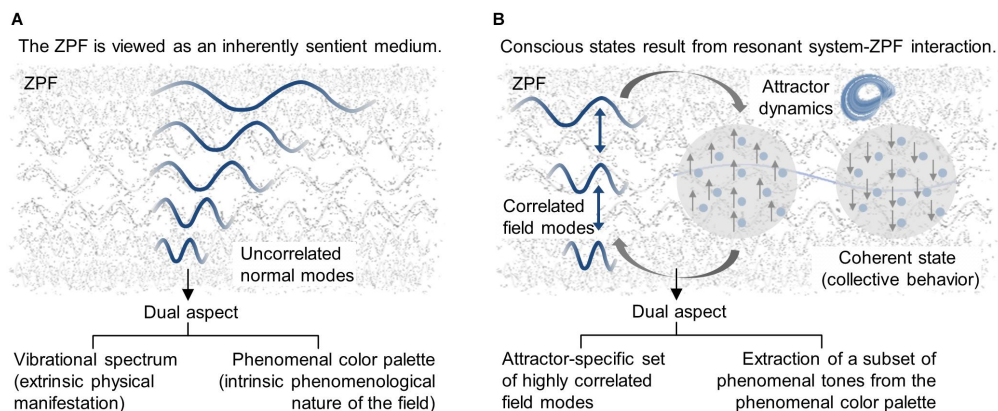 A
The ZPF is viewed as an inherently sentient medium.
ZPF
Uncorrelated
normal modes
Dual aspect
Vibrational spectrum
(extrinsic physical
manifestation)
Phenomenal color palette
(intrinsic phenomenological
nature of the field)
B
Conscious states result from resonant system-ZPF interaction.
ZPF
Attractor
dynamics
Correlated
field modes
Coherent state
(collective behavior)
Dual aspect
Attractor-specific set
of highly correlated
field modes
Extraction of a subset of
phenomenal tones from the
phenomenal color palette